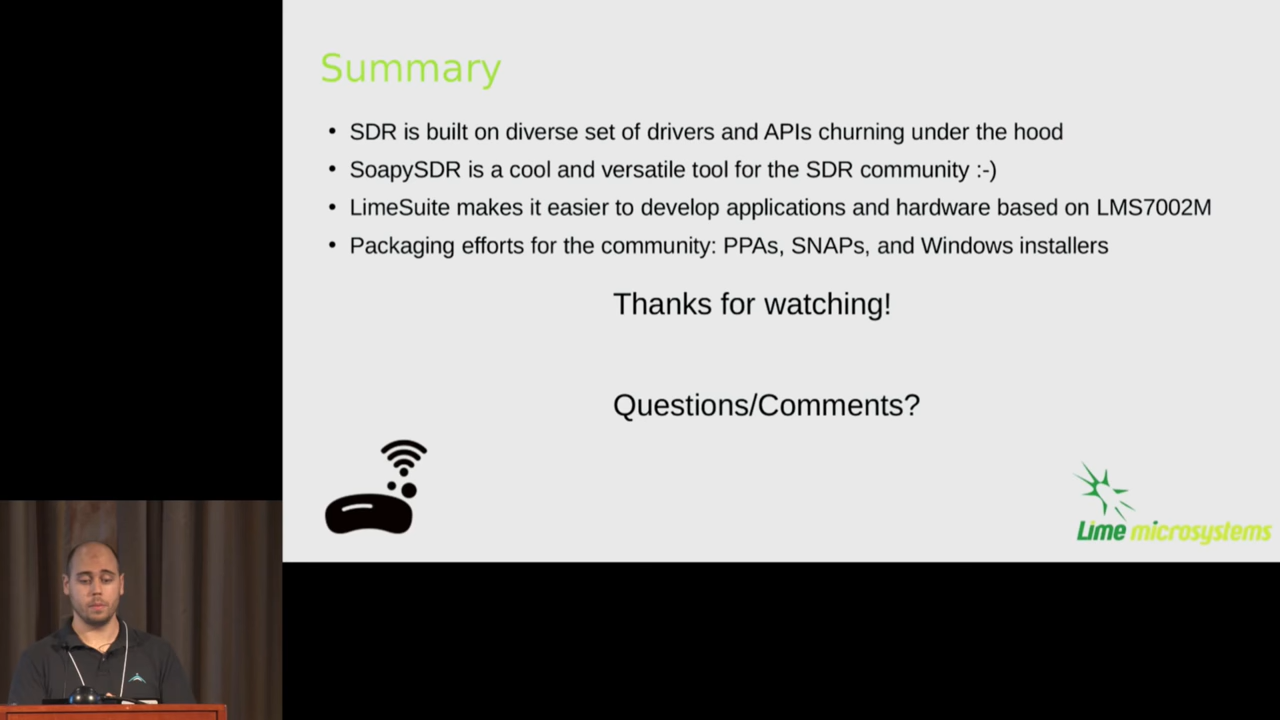 Summary
• SDR is built on diverse set of drivers and APIs churning under the hood
• SoapySDR is a cool and versatile tool for the SDR community :-)
• LimeSuite makes it easier to develop applications and hardware based on LMS7002M
• Packaging efforts for the community: PPAs, SNAPs, and Windows installers
Thanks for watching!
Questions/Comments?
Lime microsystems